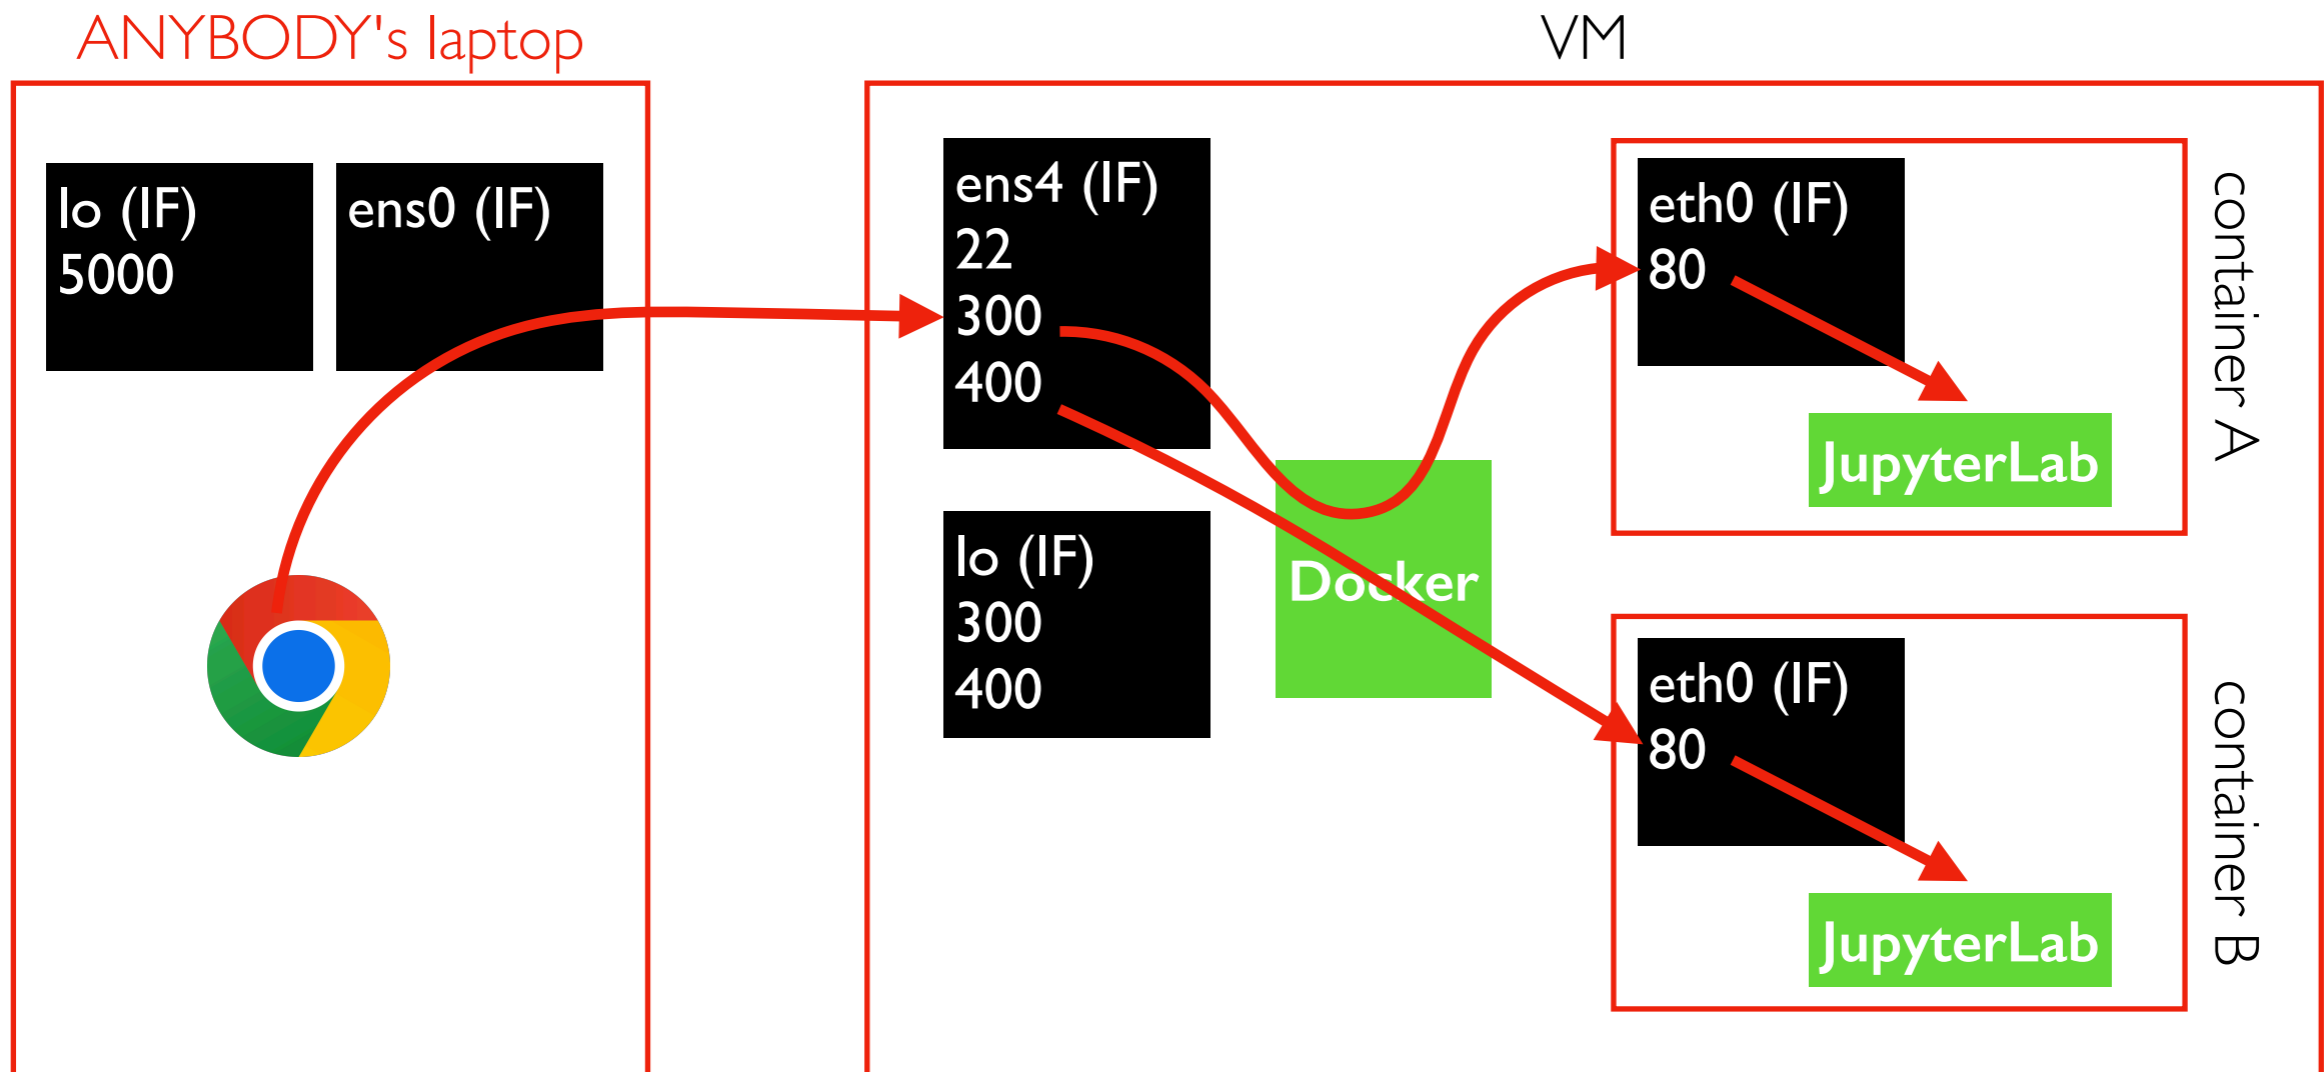 ANYBODY's laptop
lo (IF)
5000
ens0 (IF)
VM
ens4 (IF)
22
300
400
lo (IF)
300
400
Docker
eth0 (IF)
80
JupyterLab
container A
eth0 (IF)
80
JupyterLab
container B